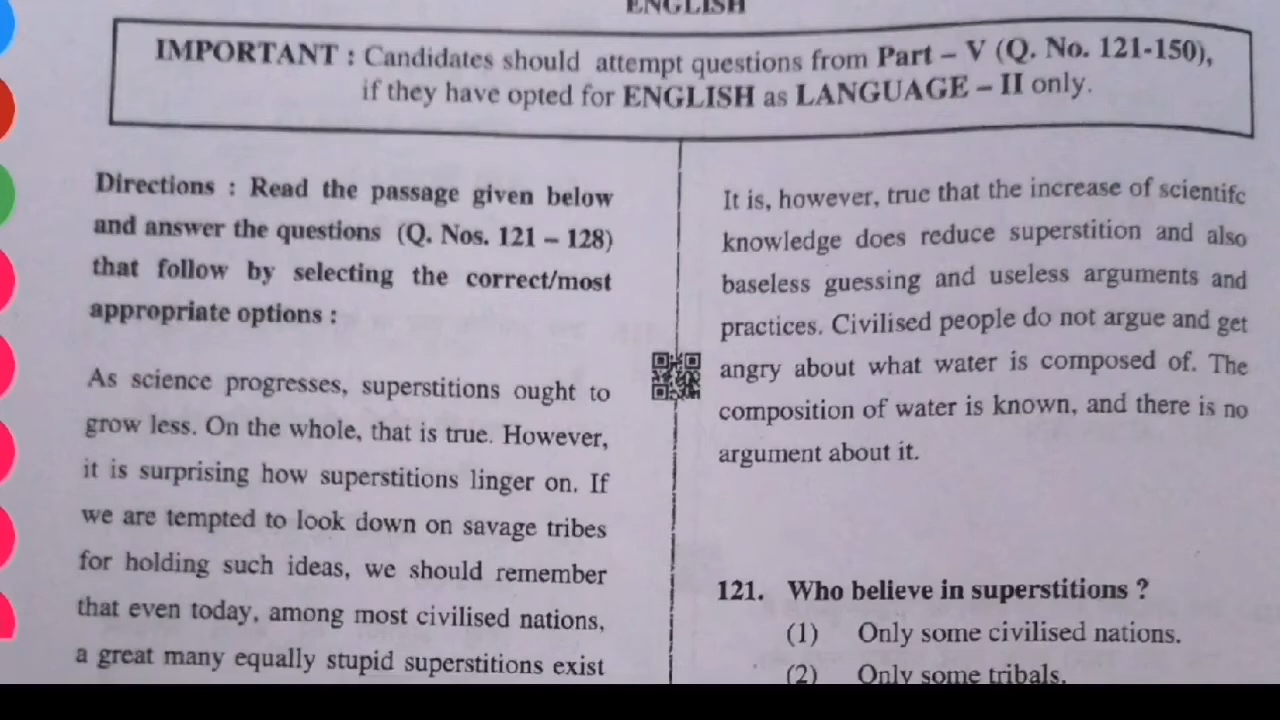 ENGLISH
IMPORTANT : Candidates should attempt questions from Part – V (Q. No. 121-150),
if they have opted for ENGLISH as LANGUAGE – II only.
Directions : Read the passage given below
and answer the questions (Q. Nos. 121 – 128)
that follow by selecting the correct/most
appropriate options :
As science progresses, superstitions ought to
grow less. On the whole, that is true. However,
it is surprising how superstitions linger on. If
we are tempted to look down on savage tribes
for holding such ideas, we should remember
that even today, among most civilised nations,
a great many equally stupid superstitions exist
It is, however, true that the increase of scientifc
knowledge does reduce superstition and also
baseless guessing and useless arguments and
practices. Civilised people do not argue and get
angry about what water is composed of. The
composition of water is known, and there is no
argument about it.
121. Who believe in superstitions ?
(1) Only some civilised nations.
(2) Only some tribals.